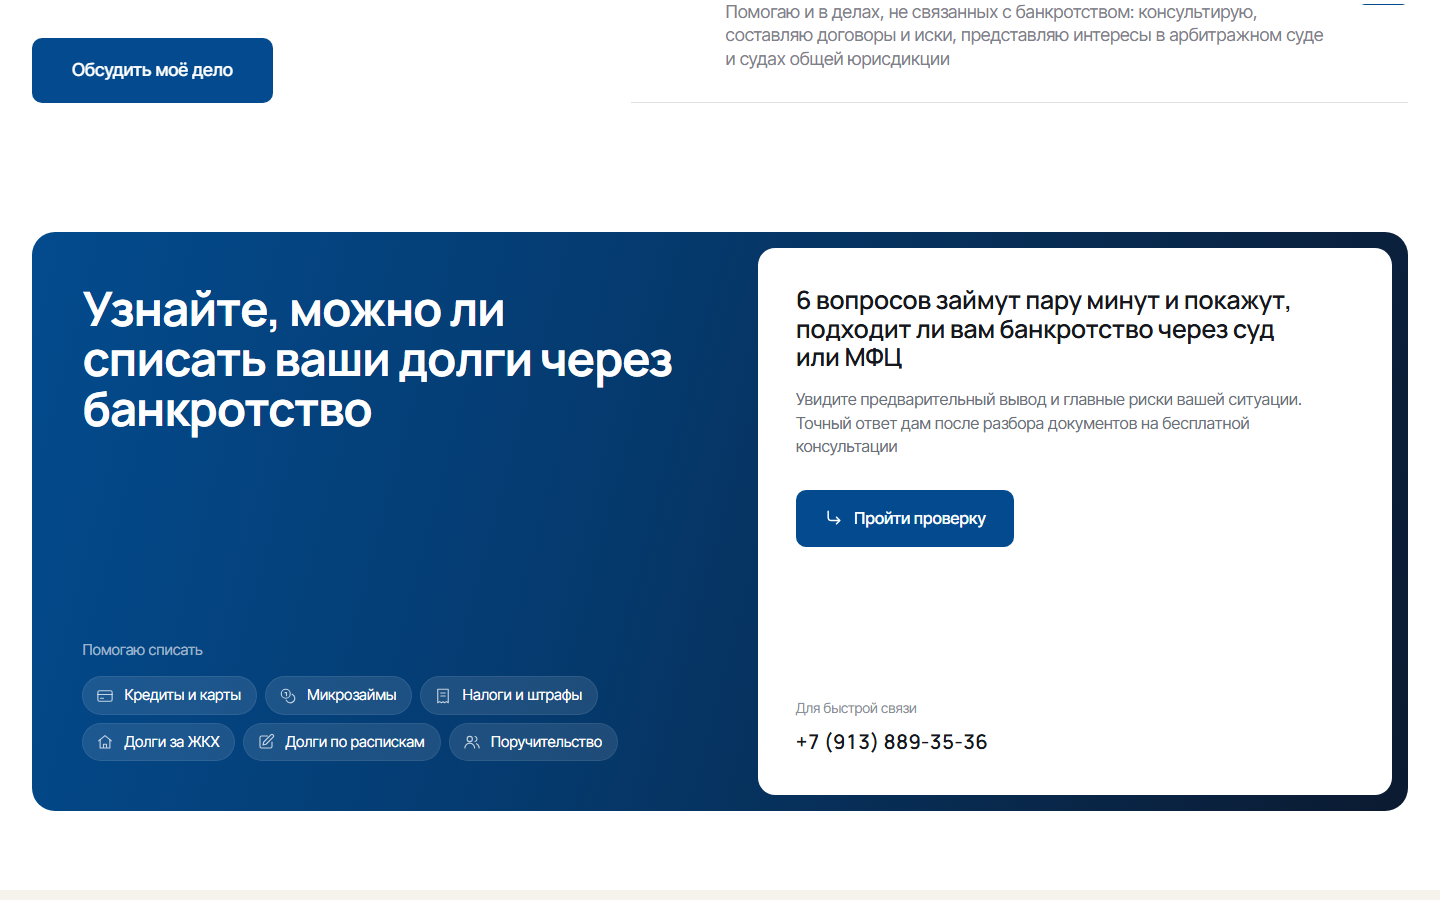 Помогаю и в делах, не связанных с банкротством: консультирую,
составляю договоры и иски, представляю интересы в арбитражном суде
и судах общей юрисдикции
Обсудить моё дело
Узнайте, можно ли
списать ваши долги через
банкротство
Помогаю списать
Кредиты и карты
Микрозаймы
Налоги и штрафы
Долги за ЖКХ
Долги по распискам
Поручительство
6 вопросов займут пару минут и покажут,
подходит ли вам банкротство через суд
или МФЦ
Увидите предварительный вывод и главные риски вашей ситуации.
Точный ответ дам после разбора документов на бесплатной
консультации
Пройти проверку
Для быстрой связи
+7 (913) 889-35-36